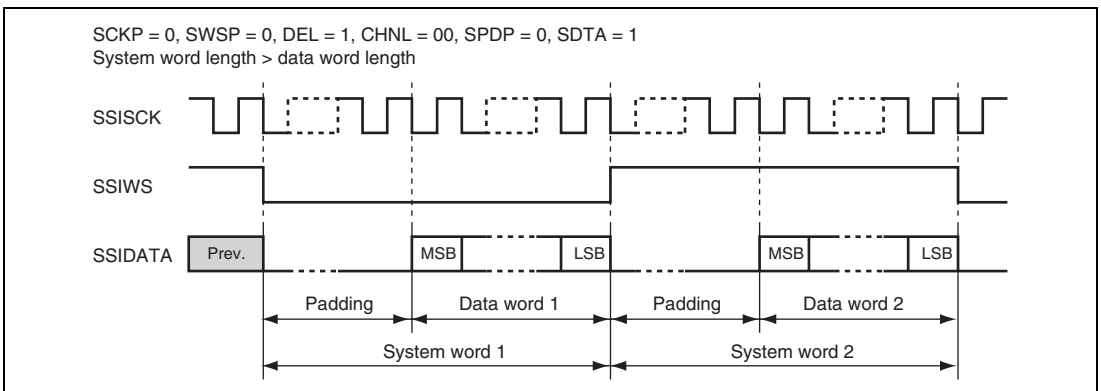 SCKP = 0, SWSP = 0, DEL = 1, CHNL = 00, SPDP = 0, SDTA = 1
System word length > data word length
SSISCK
SSIWS
SSIDATA Prev. MSB LSB MSB LSB
Padding Data word 1 Padding Data word 2
System word 1 System word 2